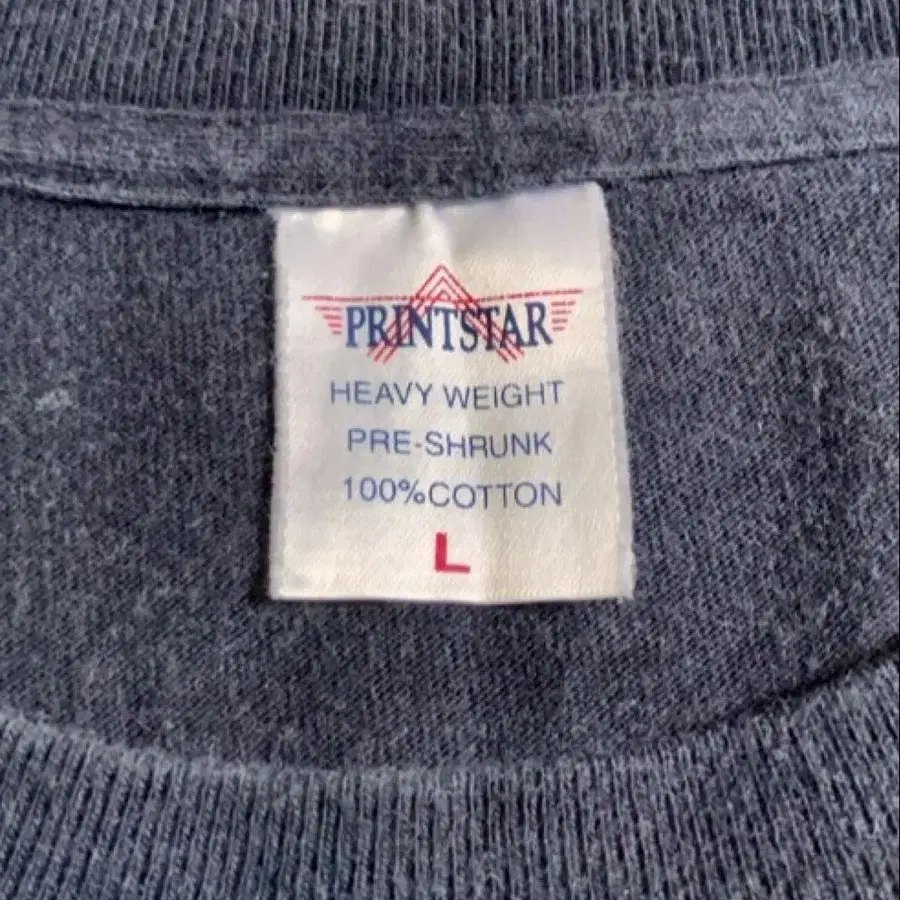 PRINTSTAR
HEAVY WEIGHT
PRE-SHRUNK
100%COTTON
L